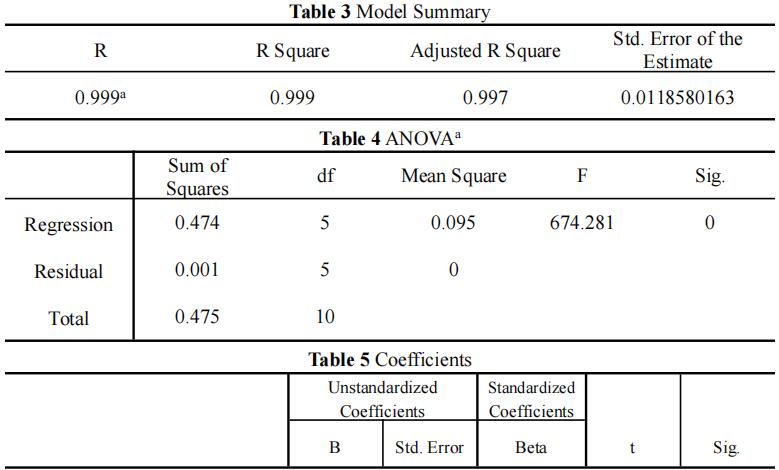 Table 3 Model Summary
R R Square Adjusted R Square Std. Error of the Estimate
0.999a 0.999 0.997 0.0118580163
Table 4 ANOVAa
Sum of Squares df Mean Square F Sig.
Regression 0.474 5 0.095 674.281 0
Residual 0.001 5 0
Total 0.475 10
Table 5 Coefficients
Unstandardized Coefficients Standardized Coefficients t Sig.
B Std. Error Beta